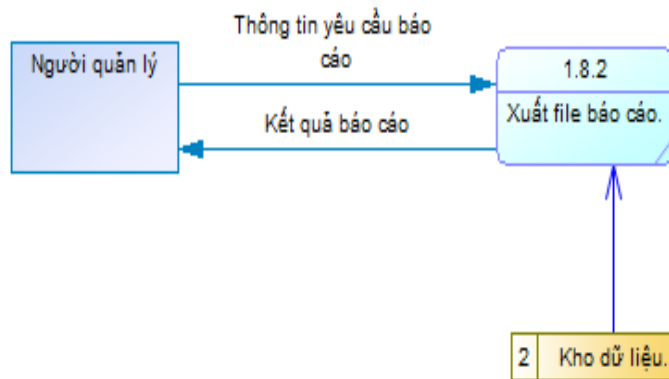 Thông tin yêu cầu báo
cáo
Người quản lý
1.8.2
Xuất file báo cáo.
Kết quả báo cáo
2 Kho dữ liệu.